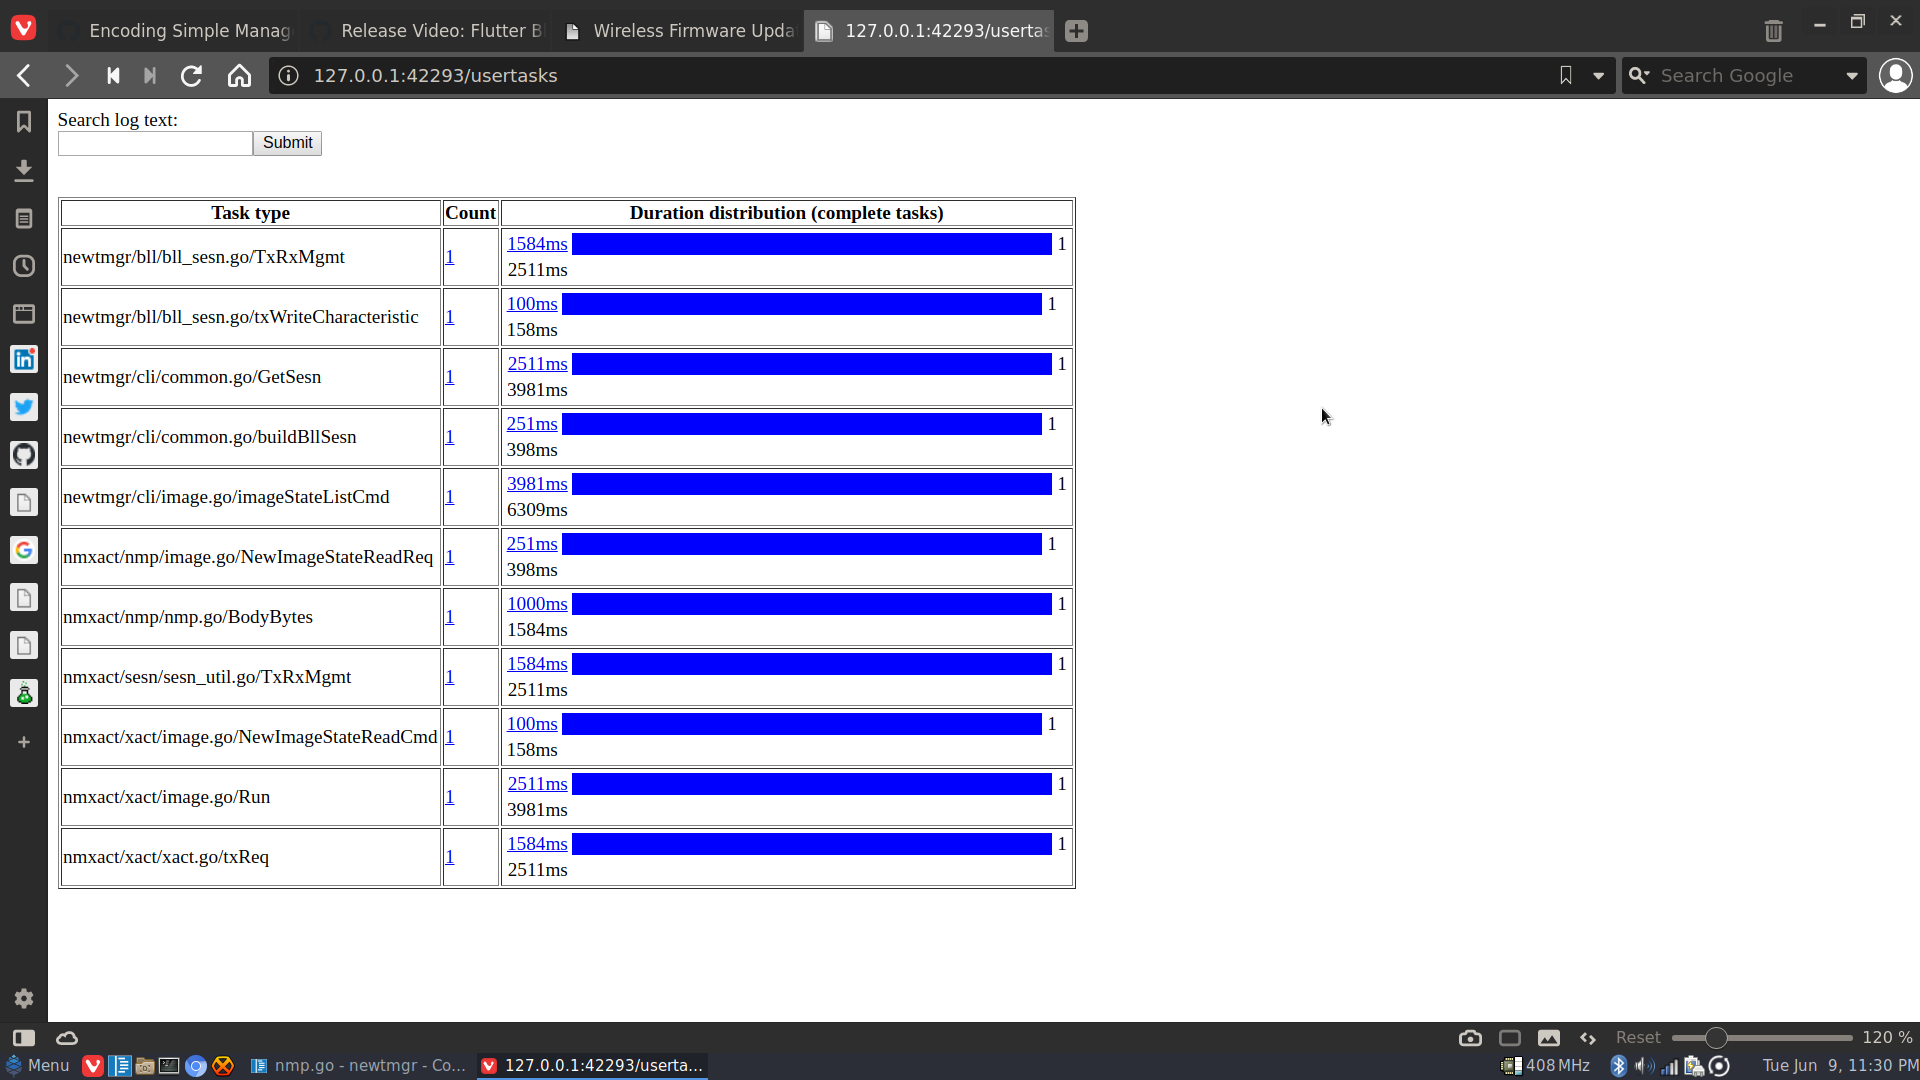 Encoding Simple Manag
Release Video: Flutter B
Wireless Firmware Upda
127.0.0.1:42293/userta
127.0.0.1:42293/usertasks
Search Google
Search log text:
Submit
Task type Count Duration distribution (complete tasks)
newtmgr/bll/bll_sesn.go/TxRxMgmt 1 1584ms 1
2511ms
newtmgr/bll/bll_sesn.go/txWriteCharacteristic 1 100ms 1
158ms
newtmgr/cli/common.go/GetSesn 1 2511ms 1
3981ms
newtmgr/cli/common.go/buildBllSesn 1 251ms 1
398ms
newtmgr/cli/image.go/imageStateListCmd 1 3981ms 1
6309ms
nmxact/nmp/image.go/NewImageStateReadReq 1 251ms 1
398ms
nmxact/nmp/nmp.go/BodyBytes 1 1000ms 1
1584ms
nmxact/sesn/sesn_util.go/TxRxMgmt 1 1584ms 1
2511ms
nmxact/xact/image.go/NewImageStateReadCmd 1 100ms 1
158ms
nmxact/xact/image.go/Run 1 2511ms 1
3981ms
nmxact/xact/xact.go/txReq 1 1584ms 1
2511ms
Reset 120 %
Menu nmp.go - newtmgr - Co... 127.0.0.1:42293/userta... 408 MHz Tue Jun 9, 11:30 PM